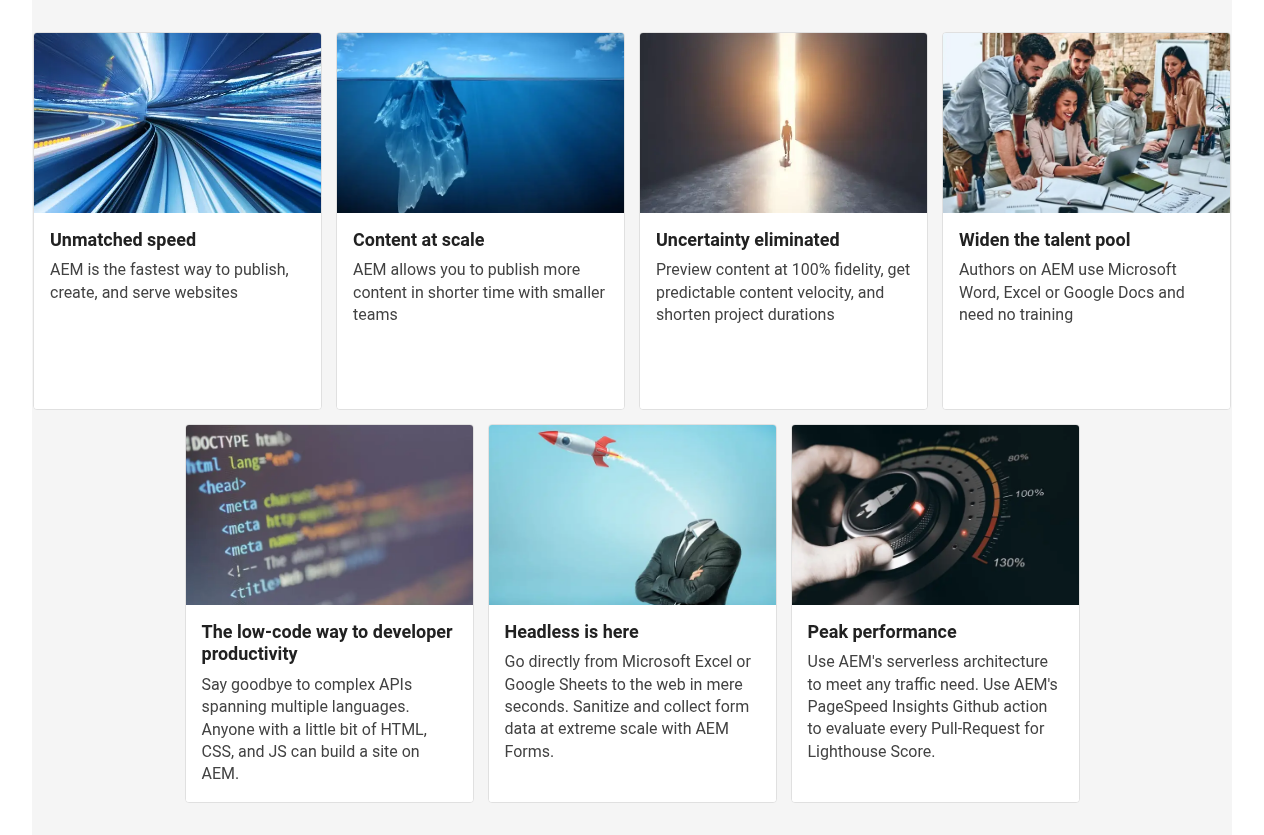 Unmatched speed
AEM is the fastest way to publish,
create, and serve websites
Content at scale
AEM allows you to publish more
content in shorter time with smaller
teams
Uncertainty eliminated
Preview content at 100% fidelity, get
predictable content velocity, and
shorten project durations
Widen the talent pool
Authors on AEM use Microsoft
Word, Excel or Google Docs and
need no training
!DOCTYPE html>
html lang="en">
<head>
<meta
<meta
<meta
<!-- The
<title>Web Design
The low-code way to developer
productivity
Say goodbye to complex APIs
spanning multiple languages.
Anyone with a little bit of HTML,
CSS, and JS can build a site on
AEM.
Headless is here
Go directly from Microsoft Excel or
Google Sheets to the web in mere
seconds. Sanitize and collect form
data at extreme scale with AEM
Forms.
40%
60%
80%
100%
130%
Peak performance
Use AEM's serverless architecture
to meet any traffic need. Use AEM's
PageSpeed Insights Github action
to evaluate every Pull-Request for
Lighthouse Score.